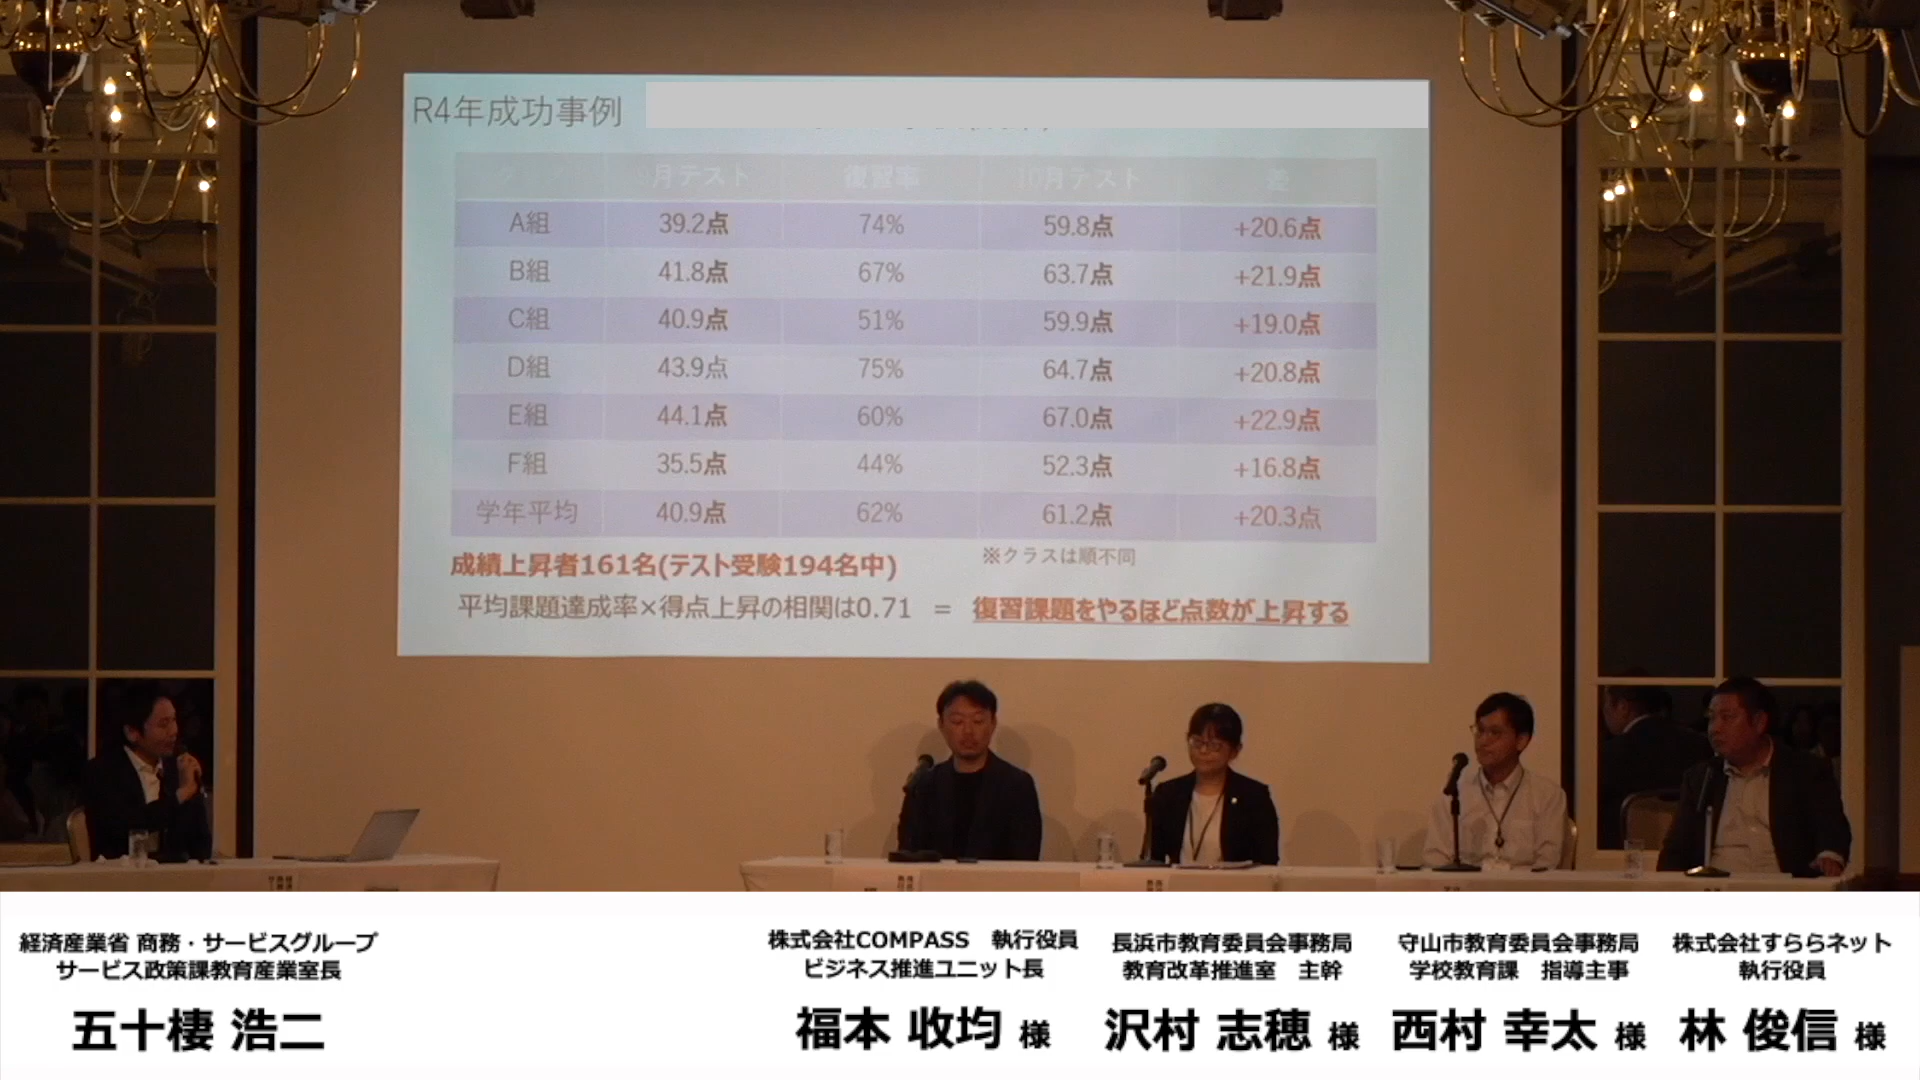 R4年成功事例
月テスト 復習率 10月テスト 差
A組 39.2点 74% 59.8点 +20.6点
B組 41.8点 67% 63.7点 +21.9点
C組 40.9点 51% 59.9点 +19.0点
D組 43.9点 75% 64.7点 +20.8点
E組 44.1点 60% 67.0点 +22.9点
F組 35.5点 44% 52.3点 +16.8点
学年平均 40.9点 62% 61.2点 +20.3点
成績上昇者161名(テスト受験194名中) ※クラスは順不同
平均課題達成率×得点上昇の相関は0.71 = 復習課題をやるほど点数が上昇する
経済産業省 商務・サービスグループ
サービス政策課教育産業室長
五十棲 浩二
株式会社COMPASS 執行役員
ビジネス推進ユニット長
福本 收均 様
長浜市教育委員会事務局
教育改革推進室 主幹
沢村 志穂 様
守山市教育委員会事務局
学校教育課 指導主事
西村 幸太 様
株式会社すららネット
執行役員
林 俊信 様